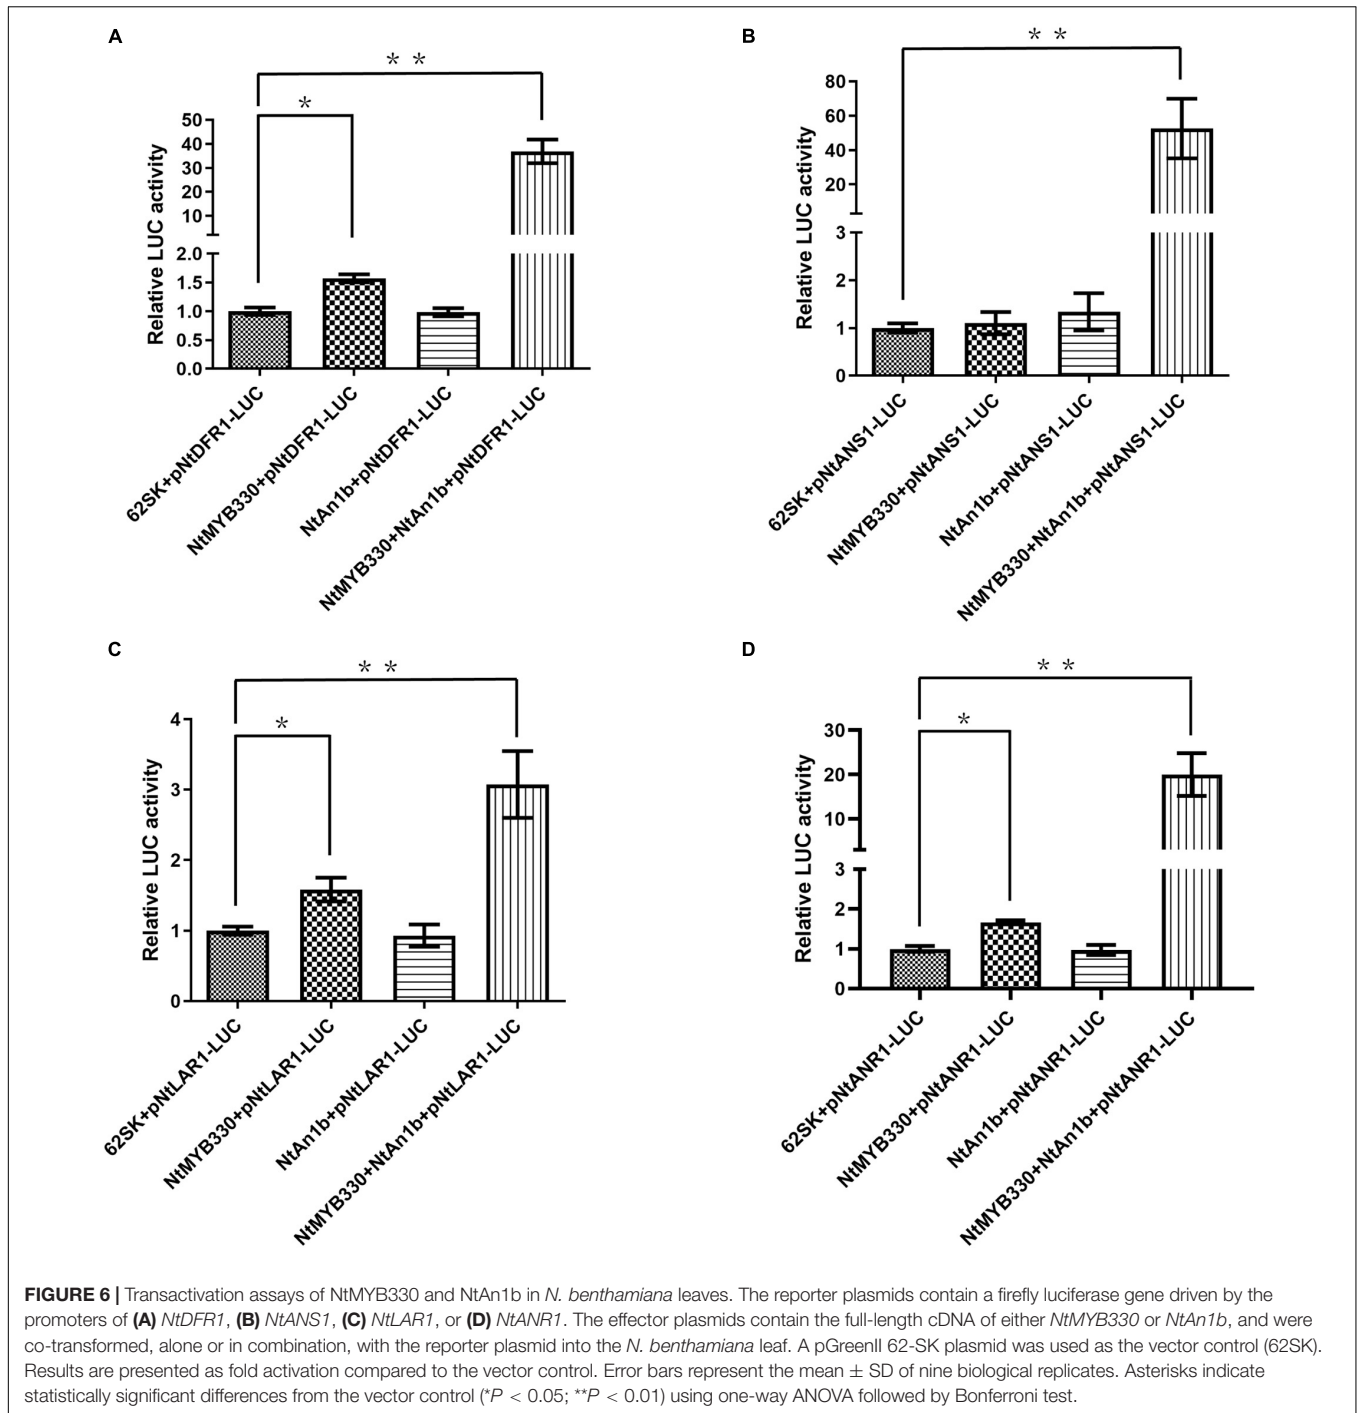 A
* *
*
Relative LUC activity
50
40
30
20
10
2.0
1.5
1.0
0.5
0.0
62SK+pNtDFR1-LUC
NtMYB330+pNtDFR1-LUC
NtAn1b+pNtDFR1-LUC
NtMYB330+NtAn1b+pNtDFR1-LUC
B
* *
Relative LUC activity
80
60
40
20
3
2
1
0
62SK+pNtANS1-LUC
NtMYB330+pNtANS1-LUC
NtAn1b+pNtANS1-LUC
NtMYB330+NtAn1b+pNtANS1-LUC
C
* *
*
Relative LUC activity
4
3
2
1
0
62SK+pNtLAR1-LUC
NtMYB330+pNtLAR1-LUC
NtAn1b+pNtLAR1-LUC
NtMYB330+NtAn1b+pNtLAR1-LUC
D
* *
*
Relative LUC activity
30
20
10
3
2
1
0
62SK+pNtANR1-LUC
NtMYB330+pNtANR1-LUC
NtAn1b+pNtANR1-LUC
NtMYB330+NtAn1b+pNtANR1-LUC
FIGURE 6 | Transactivation assays of NtMYB330 and NtAn1b in N. benthamiana leaves. The reporter plasmids contain a firefly luciferase gene driven by the
promoters of (A) NtDFR1, (B) NtANS1, (C) NtLAR1, or (D) NtANR1. The effector plasmids contain the full-length cDNA of either NtMYB330 or NtAn1b, and were
co-transformed, alone or in combination, with the reporter plasmid into the N. benthamiana leaf. A pGreenII 62-SK plasmid was used as the vector control (62SK).
Results are presented as fold activation compared to the vector control. Error bars represent the mean ± SD of nine biological replicates. Asterisks indicate
statistically significant differences from the vector control (*P < 0.05; **P < 0.01) using one-way ANOVA followed by Bonferroni test.